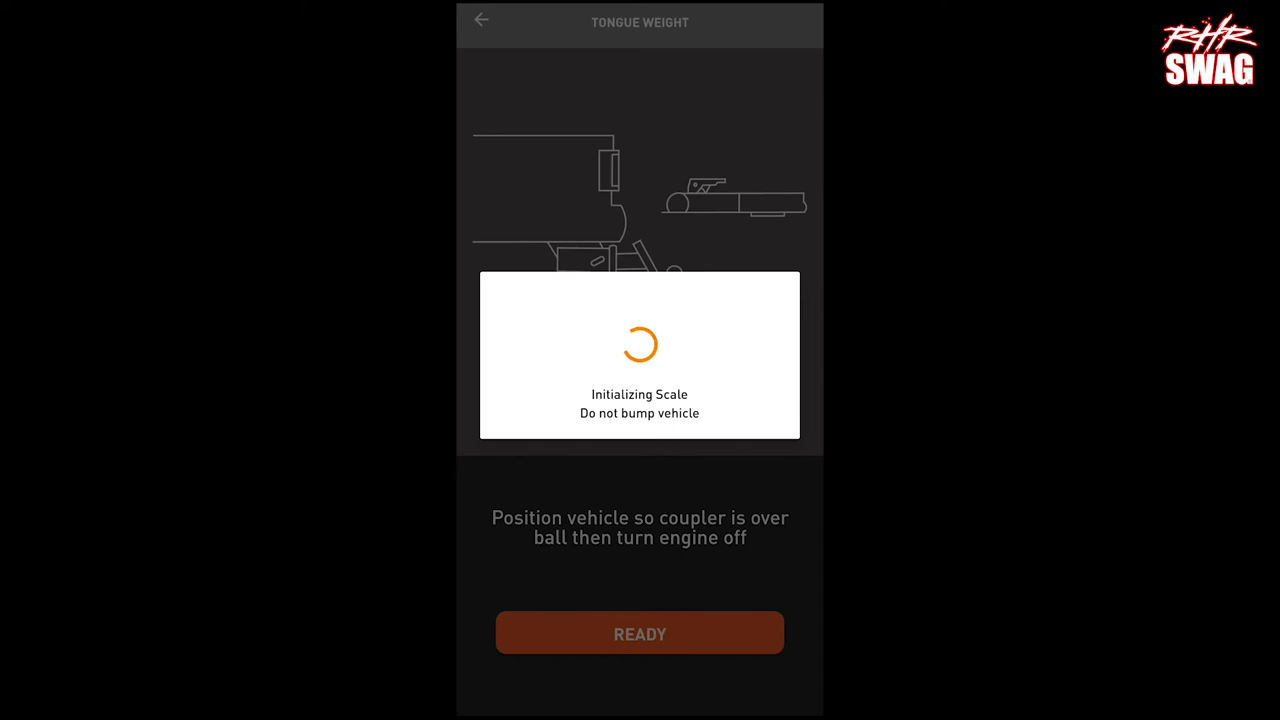 TONGUE WEIGHT
RHR
SWAG
Initializing Scale
Do not bump vehicle
Position vehicle so coupler is over
ball then turn engine off
READY